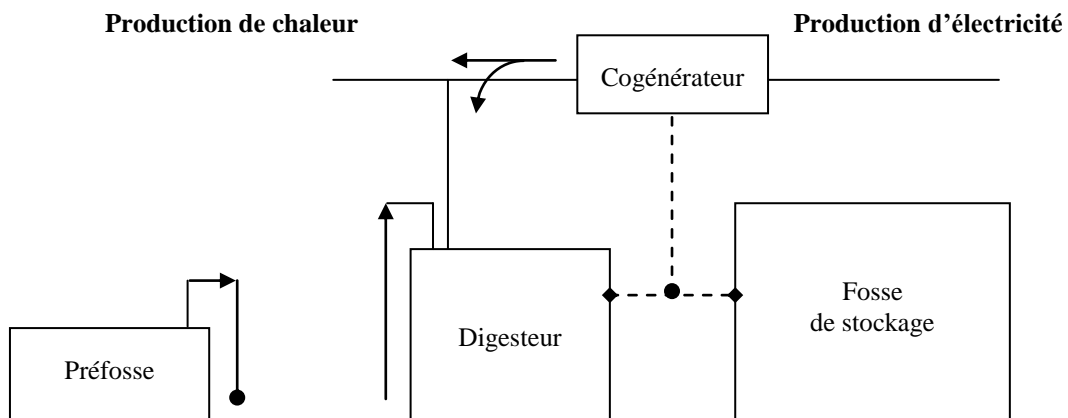 Production de chaleur
Production d’électricité
Cogénérateur
Fosse
de stockage
Digesteur
Préfosse